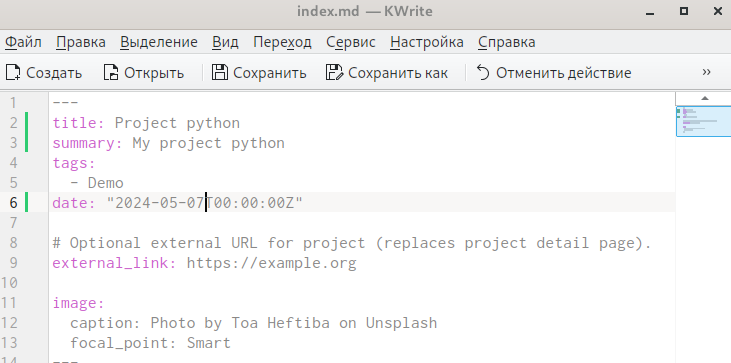 index.md — KWrite
Файл Правка Выделение Вид Переход Сервис Настройка Справка
Создать Открыть Сохранить Сохранить как Отменить действие »
1 ---
2 title: Project python
3 summary: My project python
4 tags:
5   - Demo
6 date: "2024-05-07T00:00:00Z"
7
8 # Optional external URL for project (replaces project detail page).
9 external_link: https://example.org
10
11 image:
12   caption: Photo by Toa Heftiba on Unsplash
13   focal_point: Smart
14 ---